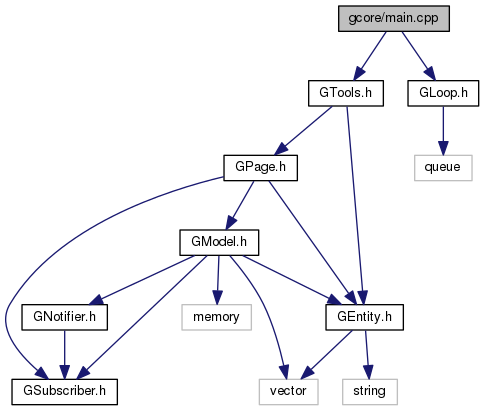 gcore/main.cpp
GTools.h
GLoop.h
GPage.h
queue
GModel.h
GNotifier.h
memory
GEntity.h
GSubscriber.h
vector
string